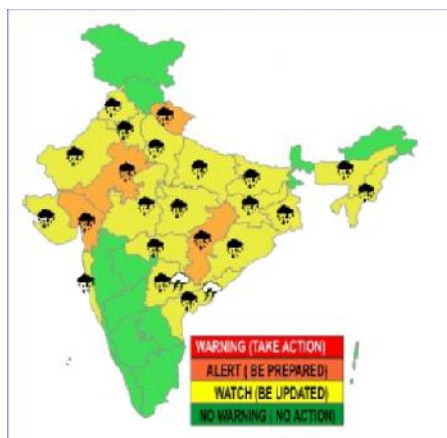 WARNING (TAKE ACTION)
ALERT ( BE PREPARED)
WATCH (BE UPDATED)
NO WARNING ( NO ACTION)